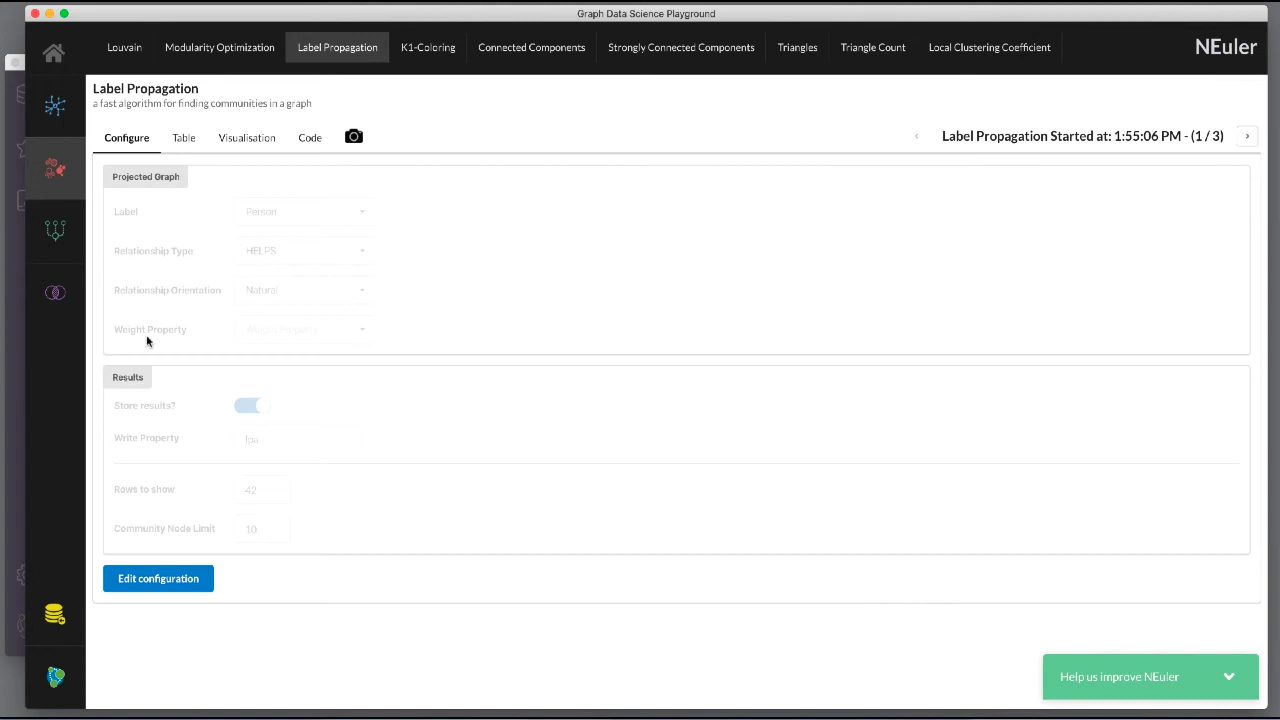 Graph Data Science Playground
Louvain Modularity Optimization Label Propagation K1-Coloring Connected Components Strongly Connected Components Triangles Triangle Count Local Clustering Coefficient NEuler
Label Propagation
a fast algorithm for finding communities in a graph
Configure Table Visualisation Code Label Propagation Started at: 1:55:06 PM - (1 / 3)
Projected Graph
Label Person
Relationship Type HELPS
Relationship Orientation Natural
Weight Property Weight Property
Results
Store results?
Write Property lpa
Rows to show 42
Community Node Limit 10
Edit configuration
Help us improve NEuler